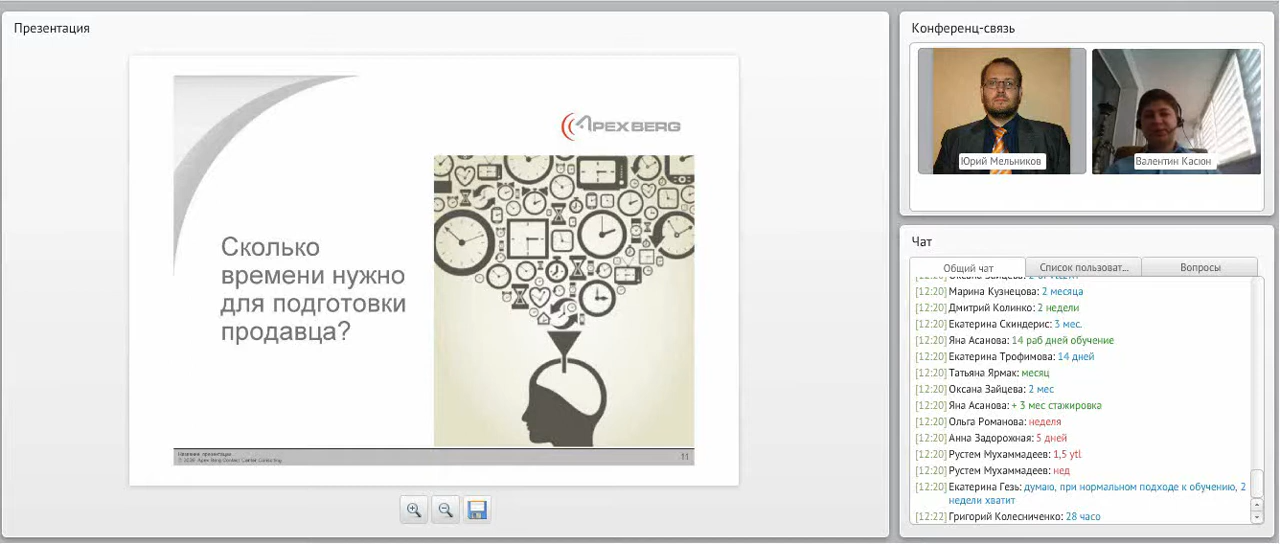 Презентация
APEX BERG
Сколько
времени нужно
для подготовки
продавца?
Название презентации
11
Конференц-связь
Юрий Мельников
Валентин Касюн
Чат
Общий чат
Список пользоват...
Вопросы
[12:20] Марина Кузнецова: 2 месяца
[12:20] Дмитрий Колинко: 2 недели
[12:20] Екатерина Скиндерис: 3 мес.
[12:20] Яна Асанова: 14 раб дней обучение
[12:20] Екатерина Трофимова: 14 дней
[12:20] Татьяна Ярмак: месяц
[12:20] Оксана Зайцева: 2 мес
[12:20] Яна Асанова: + 3 мес стажировка
[12:20] Ольга Романова: неделя
[12:20] Анна Задорожная: 5 дней
[12:20] Рустем Мухаммадеев: 1,5 ytl
[12:20] Рустем Мухаммадеев: нед
[12:20] Екатерина Гезь: думаю, при нормальном подходе к обучению, 2
недели хватит
[12:22] Григорий Колесниченко: 28 часо